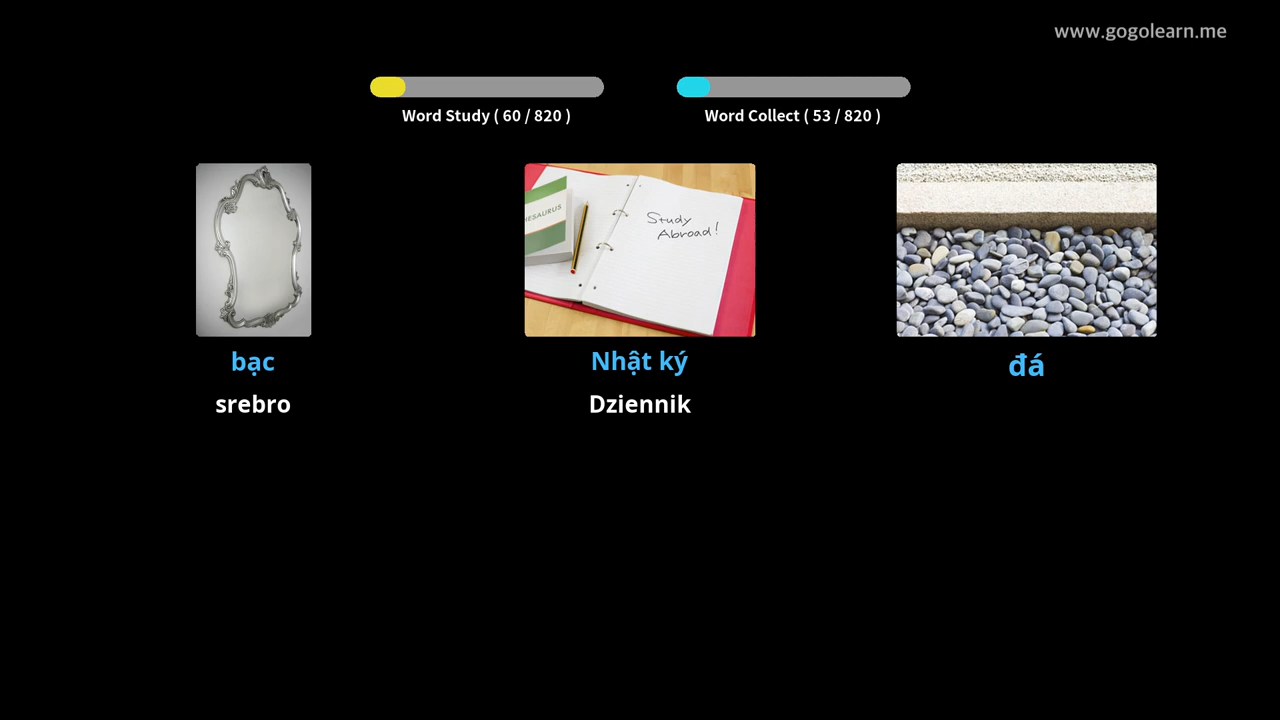 www.gogolearn.me
Word Study ( 60 / 820 )
Word Collect ( 53 / 820 )
HESAURUS
Study
Abroad!
bạc
Nhật ký
đá
srebro
Dziennik